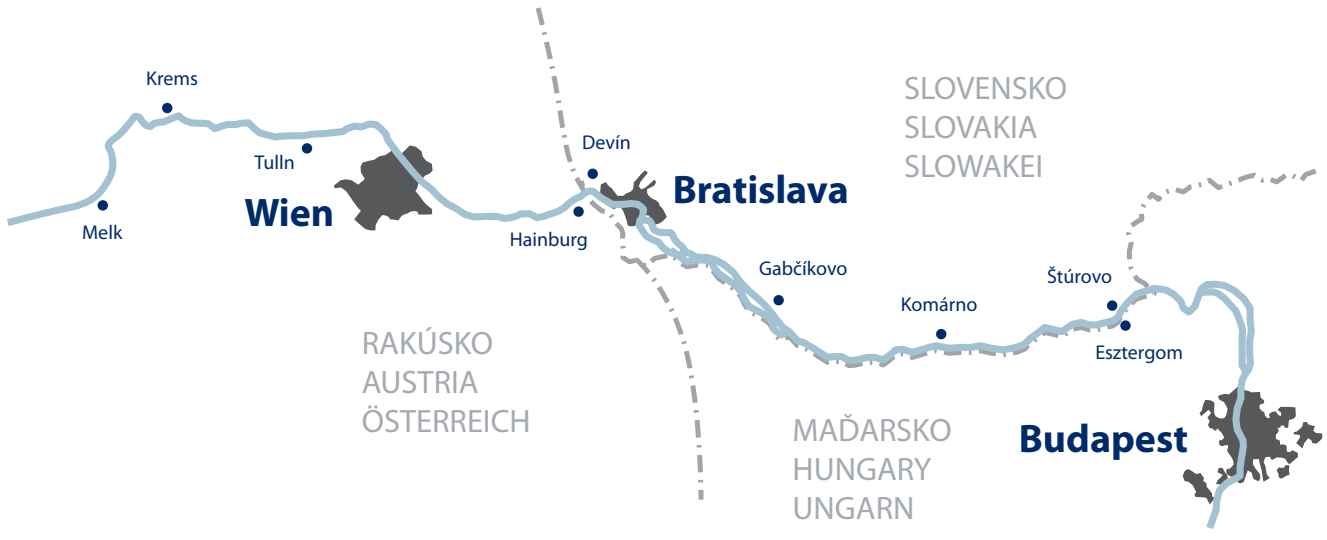 Krems
Tulln
Wien
Melk
Devín
Hainburg
Bratislava
SLOVENSKO
SLOVAKIA
SLOWAKEI
Gabčíkovo
Komárno
Štúrovo
Esztergom
RAKÚSKO
AUSTRIA
ÖSTERREICH
MAĎARSKO
HUNGARY
UNGARN
Budapest